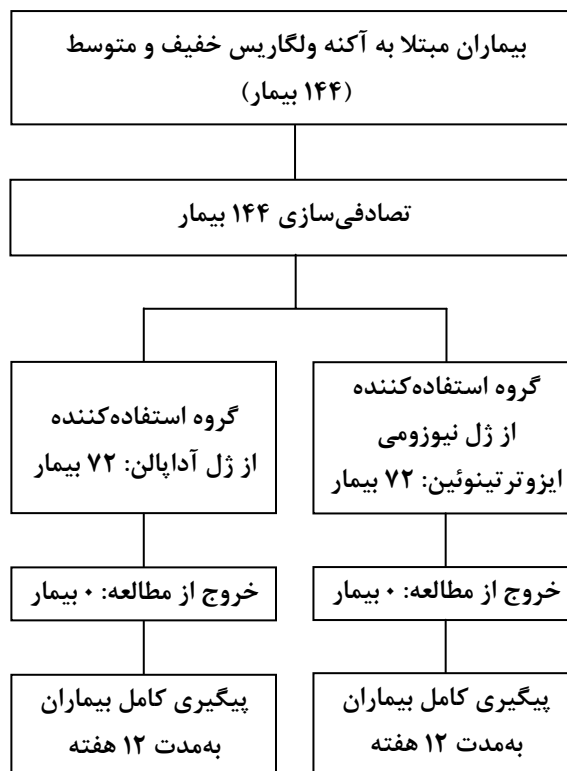 بیماران مبتلا به آکنه ولگاریس خفیف و متوسط
(۱۴۴ بیمار)
تصادفی‌سازی ۱۴۴ بیمار
گروه استفاده‌کننده
از ژل نیوزومی
ایزوترتینوئین: ۷۲ بیمار
گروه استفاده‌کننده
از ژل آداپالن: ۷۲ بیمار
خروج از مطالعه: ۰ بیمار
خروج از مطالعه: ۰ بیمار
پیگیری کامل بیماران
به‌مدت ۱۲ هفته
پیگیری کامل بیماران
به‌مدت ۱۲ هفته